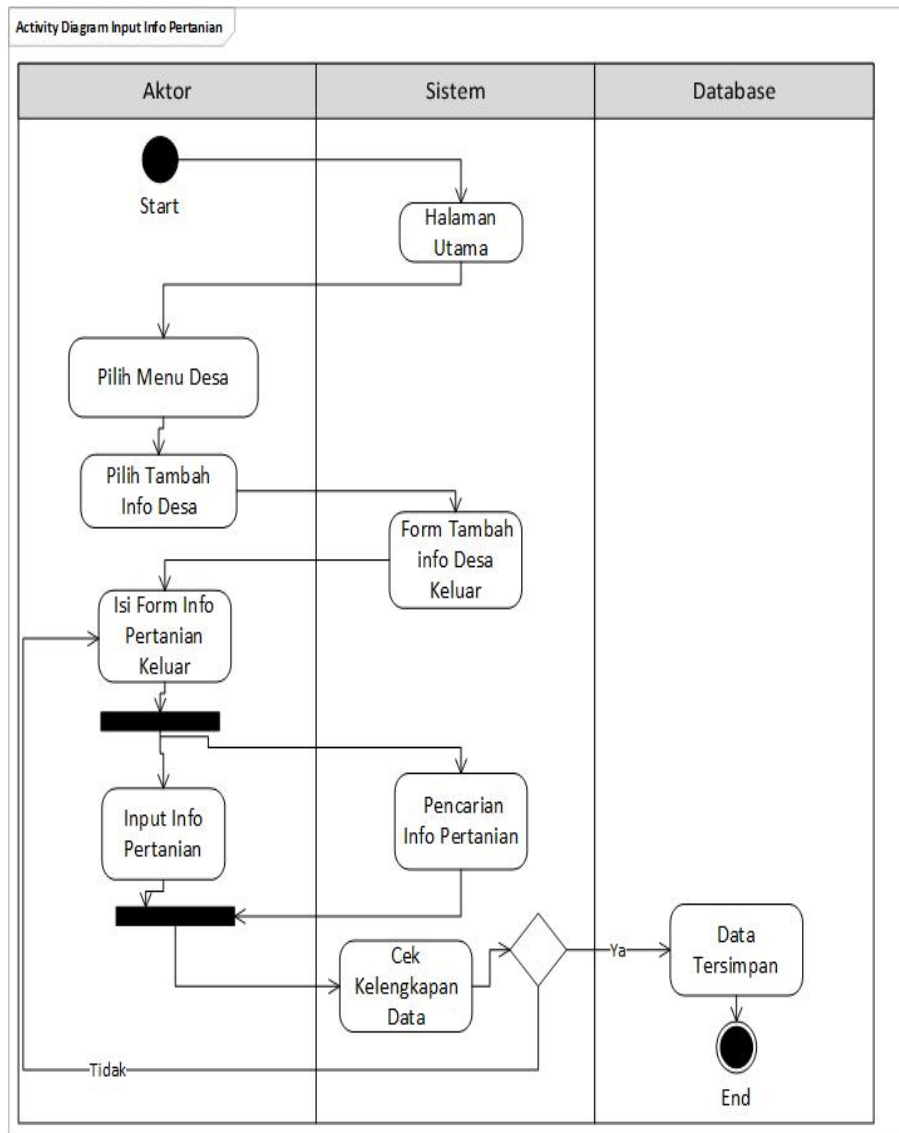 Activity Diagram Input Info Pertanian
Aktor
Sistem
Database
Start
Halaman
Utama
Pilih Menu Desa
Pilih Tambah
Info Desa
Form Tambah
info Desa
Keluar
Isi Form Info
Pertanian
Keluar
Input Info
Pertanian
Pencarian
Info Pertanian
Cek
Kelengkapan
Data
Ya
Data
Tersimpan
Tidak
End